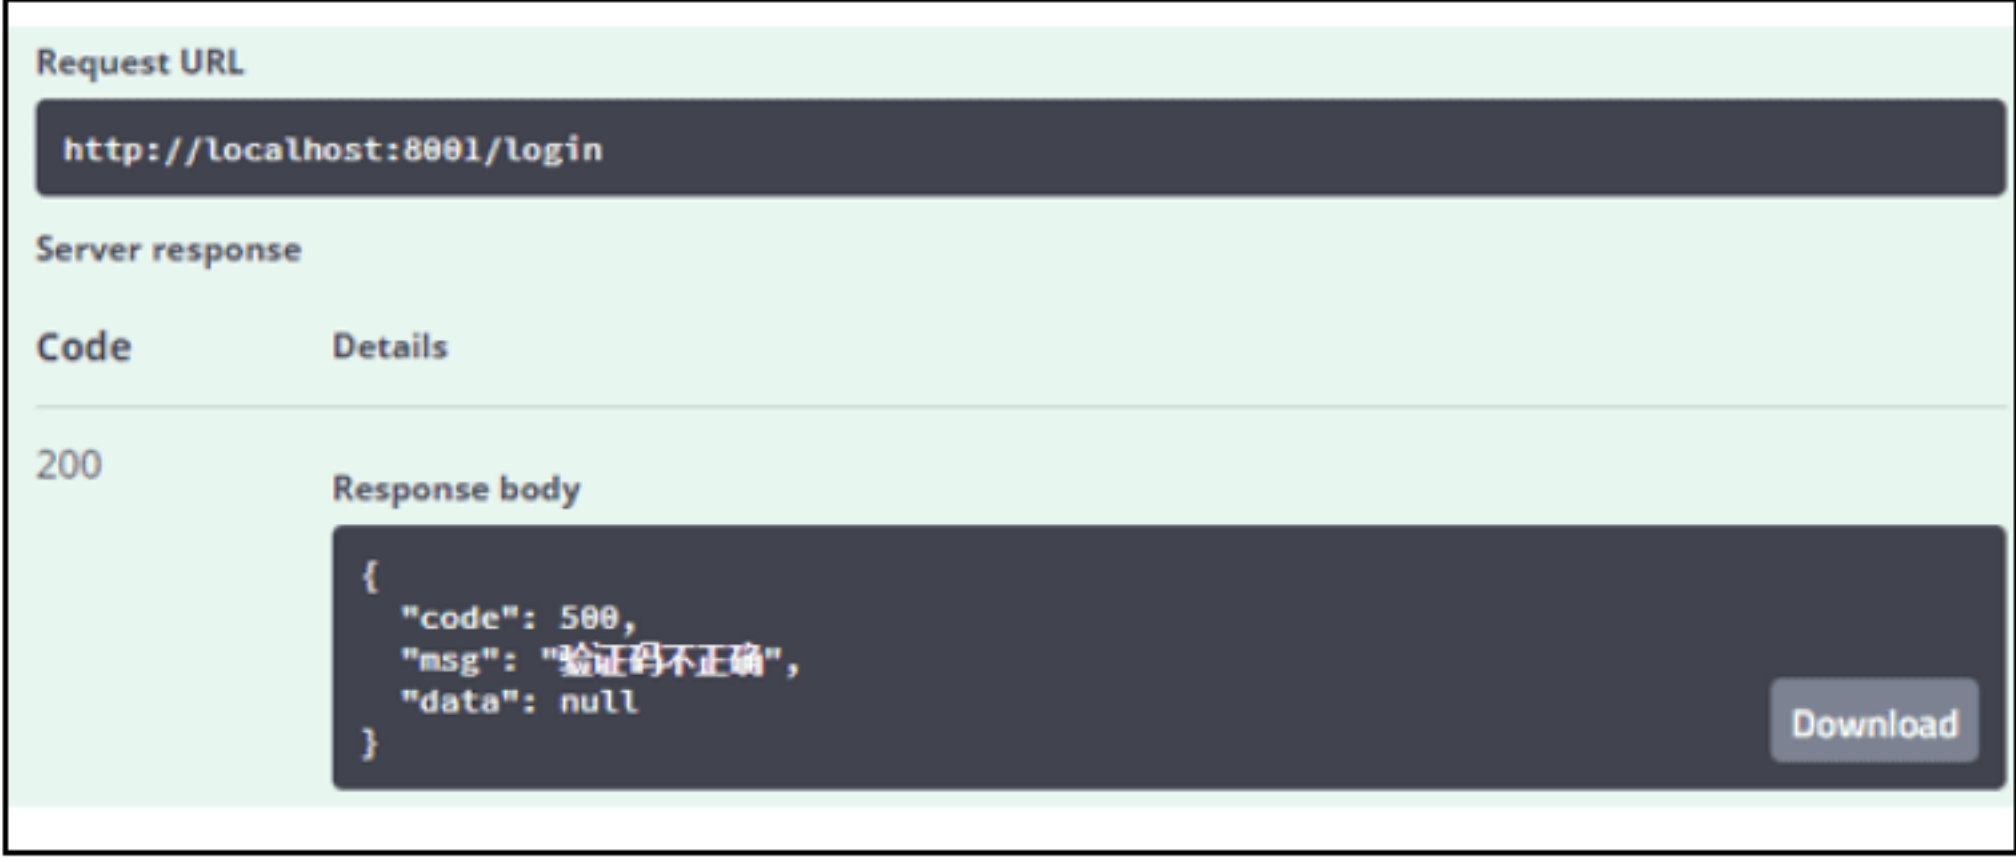 Request URL
http://localhost:8001/login
Server response
Code Details
200
Response body
{
"code": 500,
"msg": "验证码不正确",
"data": null
}
Download